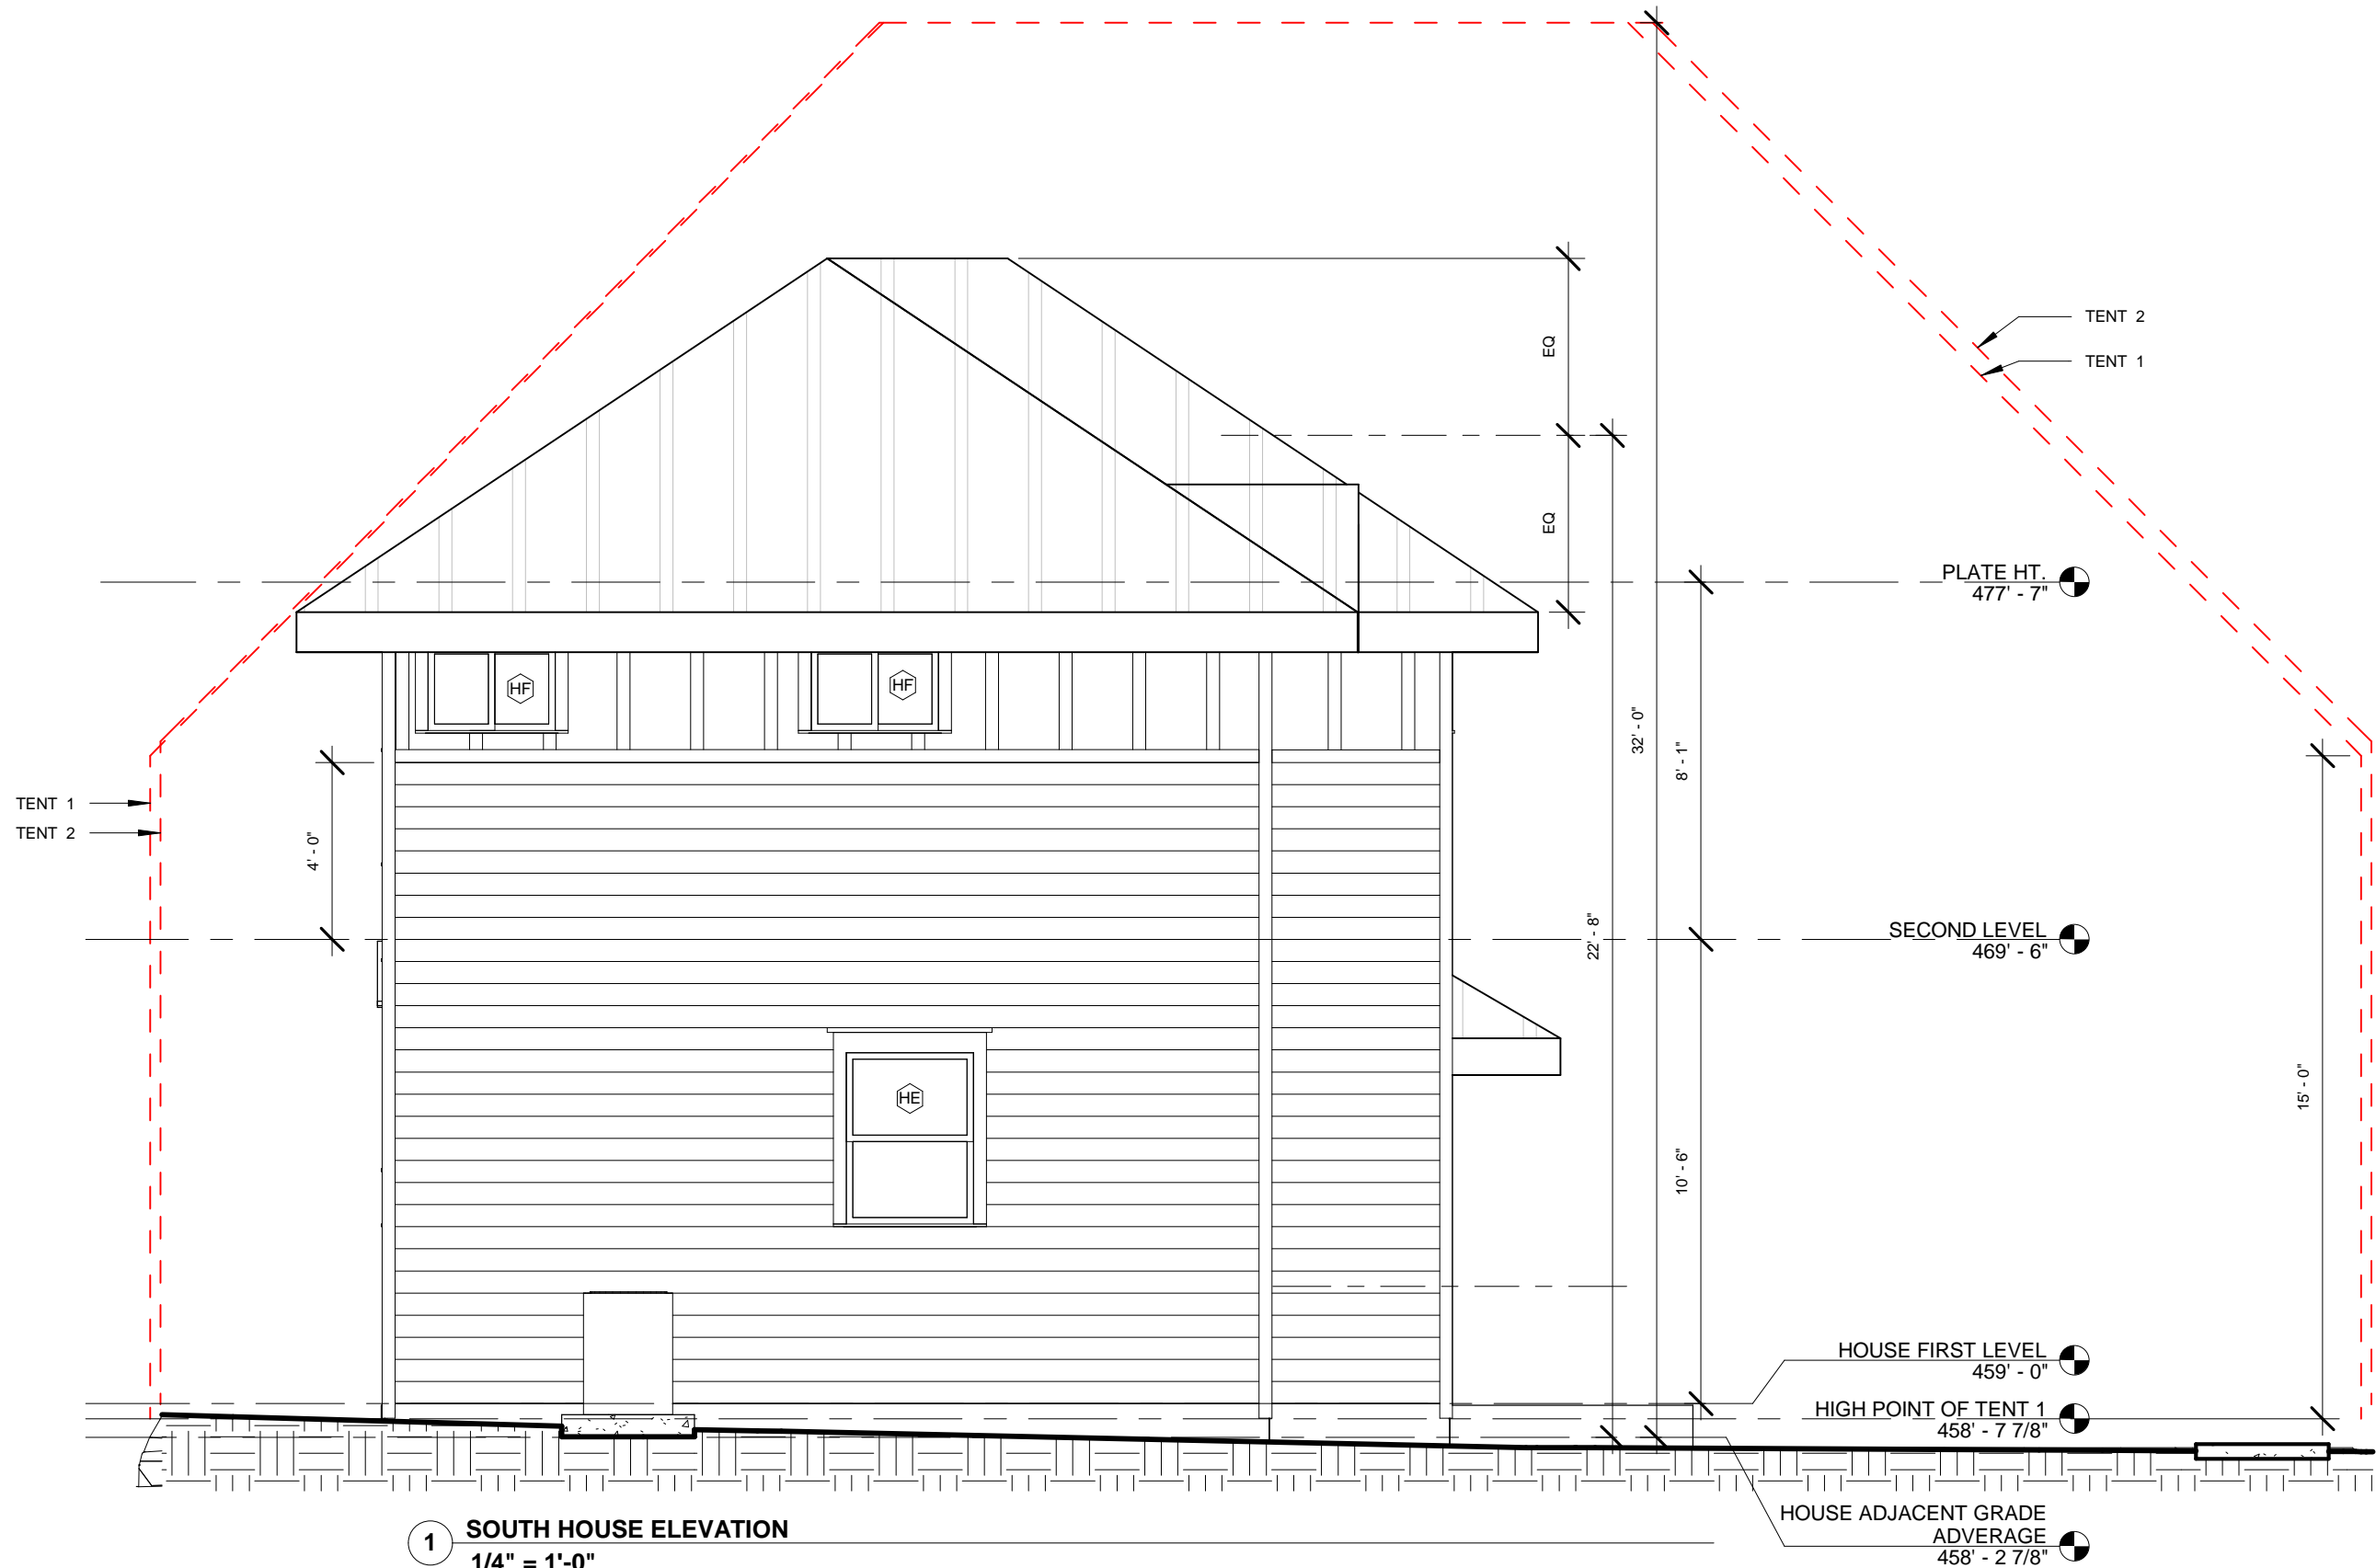 TENT 2
TENT 1
EQ
EQ
PLATE HT.
477' - 7"
HF
HF
32' - 0"
8' - 1"
TENT 1
TENT 2
4' - 0"
22' - 8"
SECOND LEVEL
469' - 6"
HE
15' - 0"
10' - 6"
HOUSE FIRST LEVEL
459' - 0"
HIGH POINT OF TENT 1
458' - 7 7/8"
HOUSE ADJACENT GRADE
ADVERAGE
458' - 2 7/8"
1
SOUTH HOUSE ELEVATION
1/4" = 1'-0"